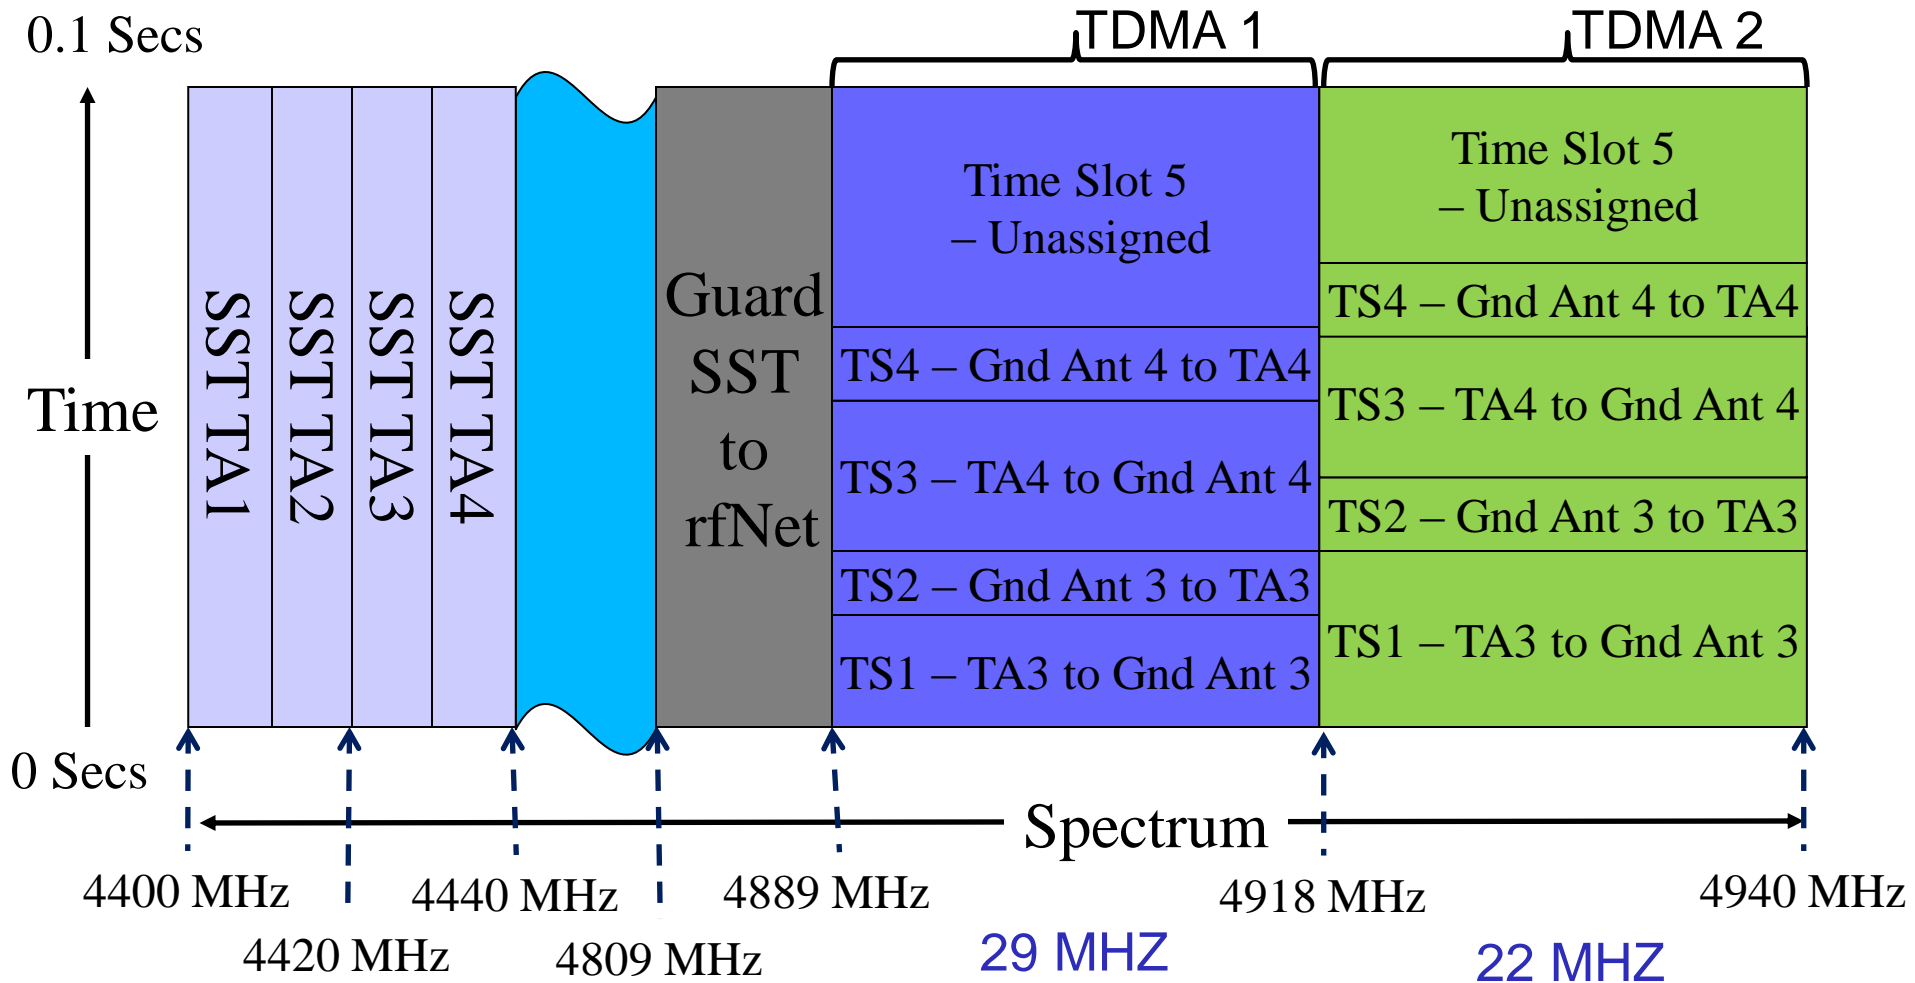 0.1 Secs
TDMA 1
TDMA 2
Time
0 Secs
SST TA1
SST TA2
SST TA3
SST TA4
Guard
SST
to
rfNet
Time Slot 5
– Unassigned
TS4 – Gnd Ant 4 to TA4
TS3 – TA4 to Gnd Ant 4
TS2 – Gnd Ant 3 to TA3
TS1 – TA3 to Gnd Ant 3
Time Slot 5
– Unassigned
TS4 – Gnd Ant 4 to TA4
TS3 – TA4 to Gnd Ant 4
TS2 – Gnd Ant 3 to TA3
TS1 – TA3 to Gnd Ant 3
Spectrum
4400 MHz
4420 MHz
4440 MHz
4809 MHz
4889 MHz
4918 MHz
4940 MHz
29 MHZ
22 MHZ